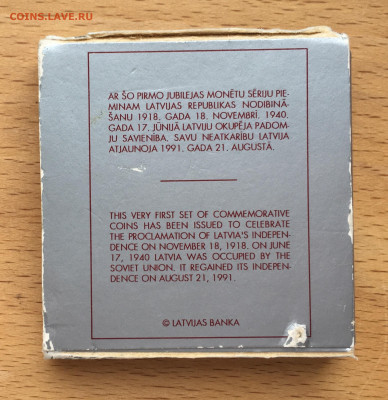 COINS.LAVE.RU
AR ŠO PIRMO JUBILEJAS MONĒTU SĒRIJU PIE-
MINAM LATVIJAS REPUBLIKAS NODIBINĀ-
ŠANU 1918. GADA 18. NOVEMBRĪ. 1940.
GADA 17. JŪNIJĀ LATVIJU OKUPĒJA PADOM-
JU SAVIENĪBA. SAVU NEATKARĪBU LATVIJA
ATJAUNOJA 1991. GADA 21. AUGUSTĀ.
THIS VERY FIRST SET OF COMMEMORATIVE
COINS HAS BEEN ISSUED TO CELEBRATE
THE PROCLAMATION OF LATVIA'S INDEPEN-
DENCE ON NOVEMBER 18, 1918. ON JUNE
17, 1940 LATVIA WAS OCCUPIED BY THE
SOVIET UNION. IT REGAINED ITS INDE-
PENDENCE ON AUGUST 21, 1991.
© LATVIJAS BANKA